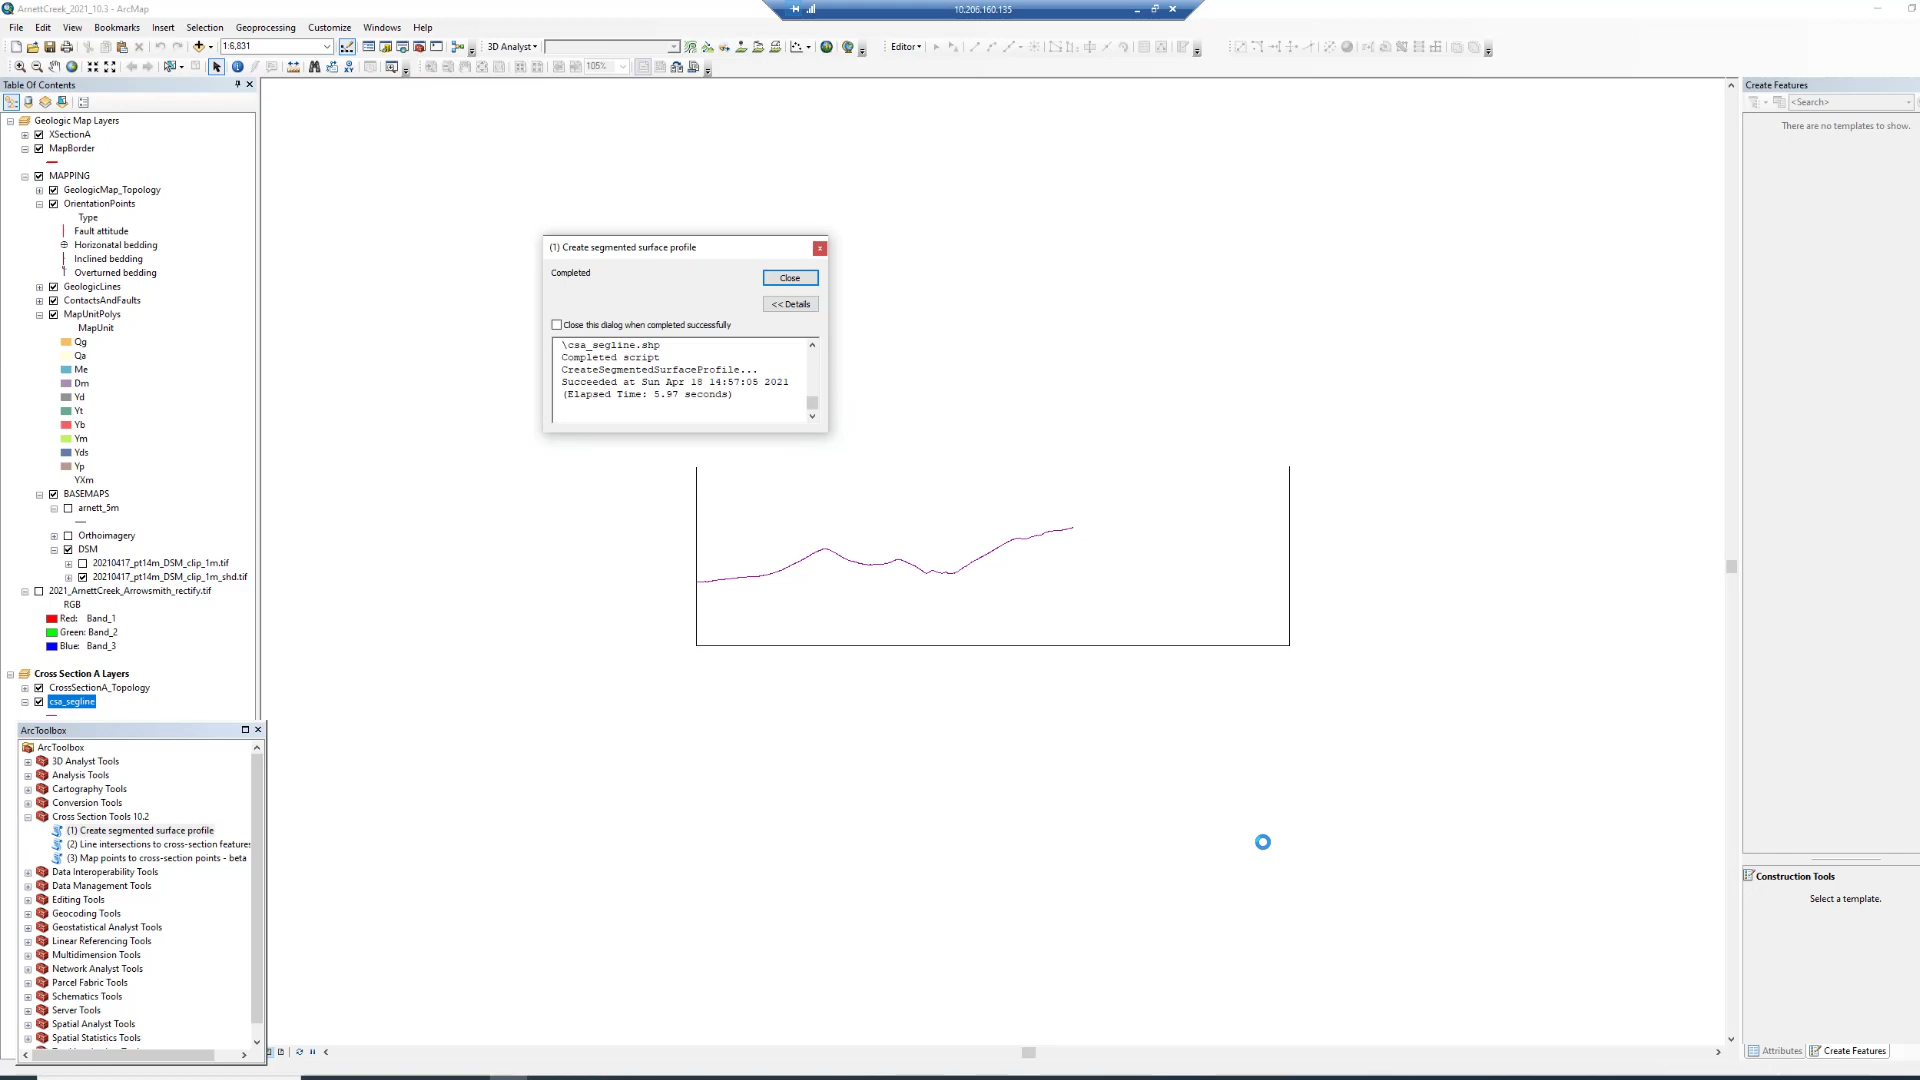 ArnettCreek_2021_10.3 - ArcMap
10.206.160.135
File Edit View Bookmarks Insert Selection Geoprocessing Customize Windows Help
1:6,831
3D Analyst
Editor
105%
Table Of Contents
Geologic Map Layers
XSectionA
MapBorder
MAPPING
GeologicMap_Topology
OrientationPoints
Type
Fault attitude
Horizonatal bedding
Inclined bedding
Overturned bedding
GeologicLines
ContactsAndFaults
MapUnitPolys
MapUnit
Qg
Qa
Me
Dm
Yd
Yt
Yb
Ym
Yds
Yp
YXm
BASEMAPS
arnett_5m
Orthoimagery
DSM
20210417_pt14m_DSM_clip_1m.tif
20210417_pt14m_DSM_clip_1m_shd.tif
2021_ArnettCreek_Arrowsmith_rectify.tif
RGB
Red: Band_1
Green: Band_2
Blue: Band_3
Cross Section A Layers
CrossSectionA_Topology
csa_segline
ArcToolbox
ArcToolbox
3D Analyst Tools
Analysis Tools
Cartography Tools
Conversion Tools
Cross Section Tools 10.2
(1) Create segmented surface profile
(2) Line intersections to cross-section features
(3) Map points to cross-section points - beta
Data Interoperability Tools
Data Management Tools
Editing Tools
Geocoding Tools
Geostatistical Analyst Tools
Linear Referencing Tools
Multidimension Tools
Network Analyst Tools
Parcel Fabric Tools
Schematics Tools
Server Tools
Spatial Analyst Tools
Spatial Statistics Tools
(1) Create segmented surface profile
Completed
Close
<< Details
Close this dialog when completed successfully
\csa_segline.shp
Completed script
CreateSegmentedSurfaceProfile...
Succeeded at Sun Apr 18 14:57:05 2021
(Elapsed Time: 5.97 seconds)
Create Features
<Search>
There are no templates to show.
Construction Tools
Select a template.
Attributes
Create Features